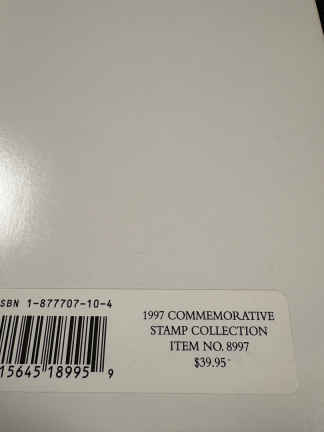 SBN 1-877707-10-4
15645 18995 9
1997 COMMEMORATIVE
STAMP COLLECTION
ITEM NO. 8997
$39.95